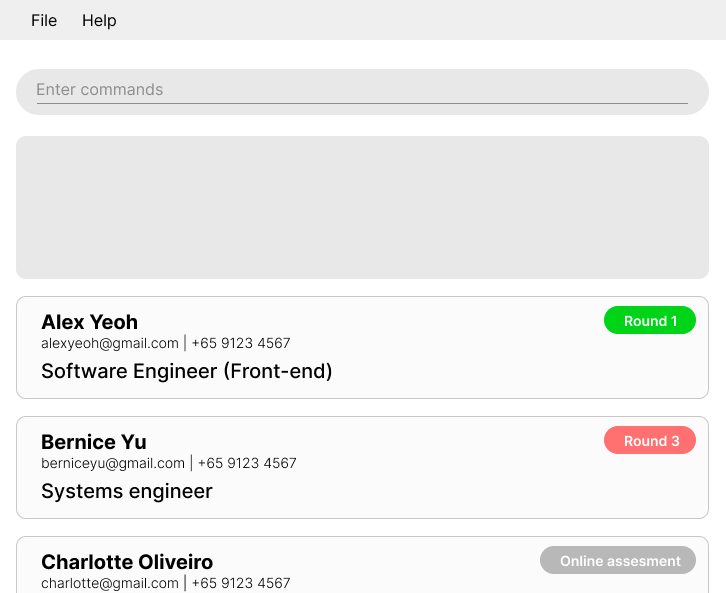 File Help
Enter commands
Alex Yeoh
Round 1
alexyeoh@gmail.com | +65 9123 4567
Software Engineer (Front-end)
Bernice Yu
Round 3
berniceyu@gmail.com | +65 9123 4567
Systems engineer
Charlotte Oliveiro
Online assesment
charlotte@gmail.com | +65 9123 4567